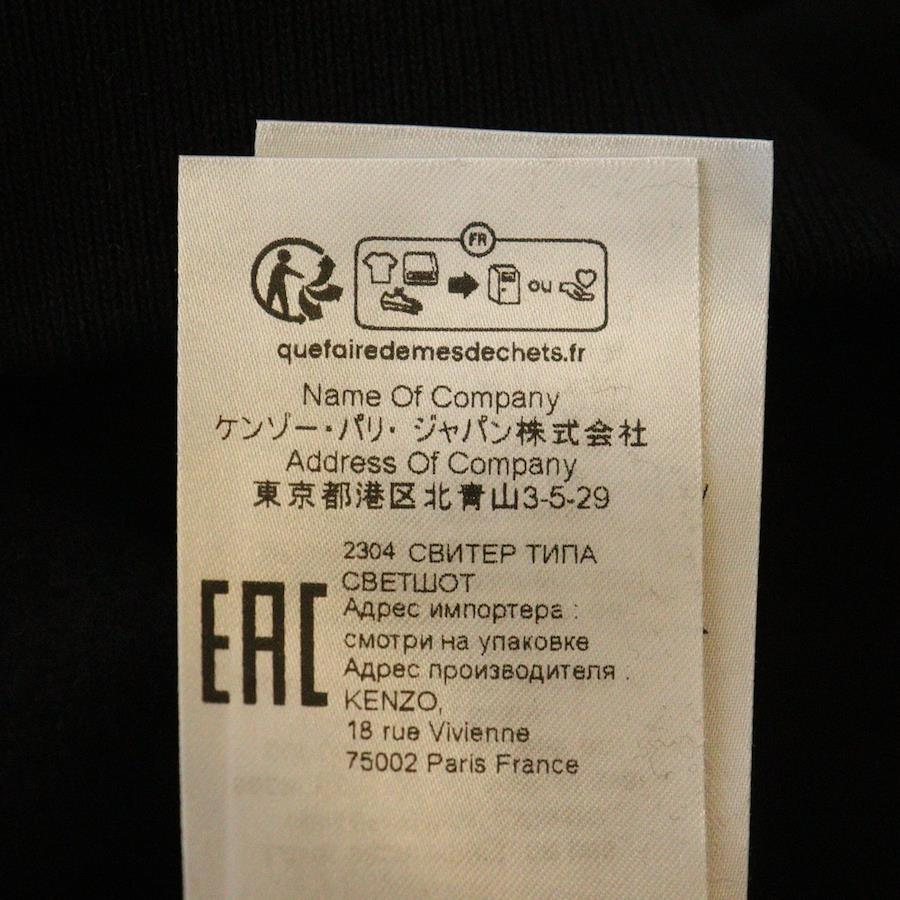 FR
ou
quefairedemesdechets.fr
Name Of Company
ケンゾー・パリ・ ジャパン株式会社
Address Of Company
東京都港区北青山3-5-29
2304 СВИТЕР ТИПА
СВЕТШОТ
EAC
Адрес импортера :
смотри на упаковке
Адрес производителя :
KENZO,
18 rue Vivienne
75002 Paris France